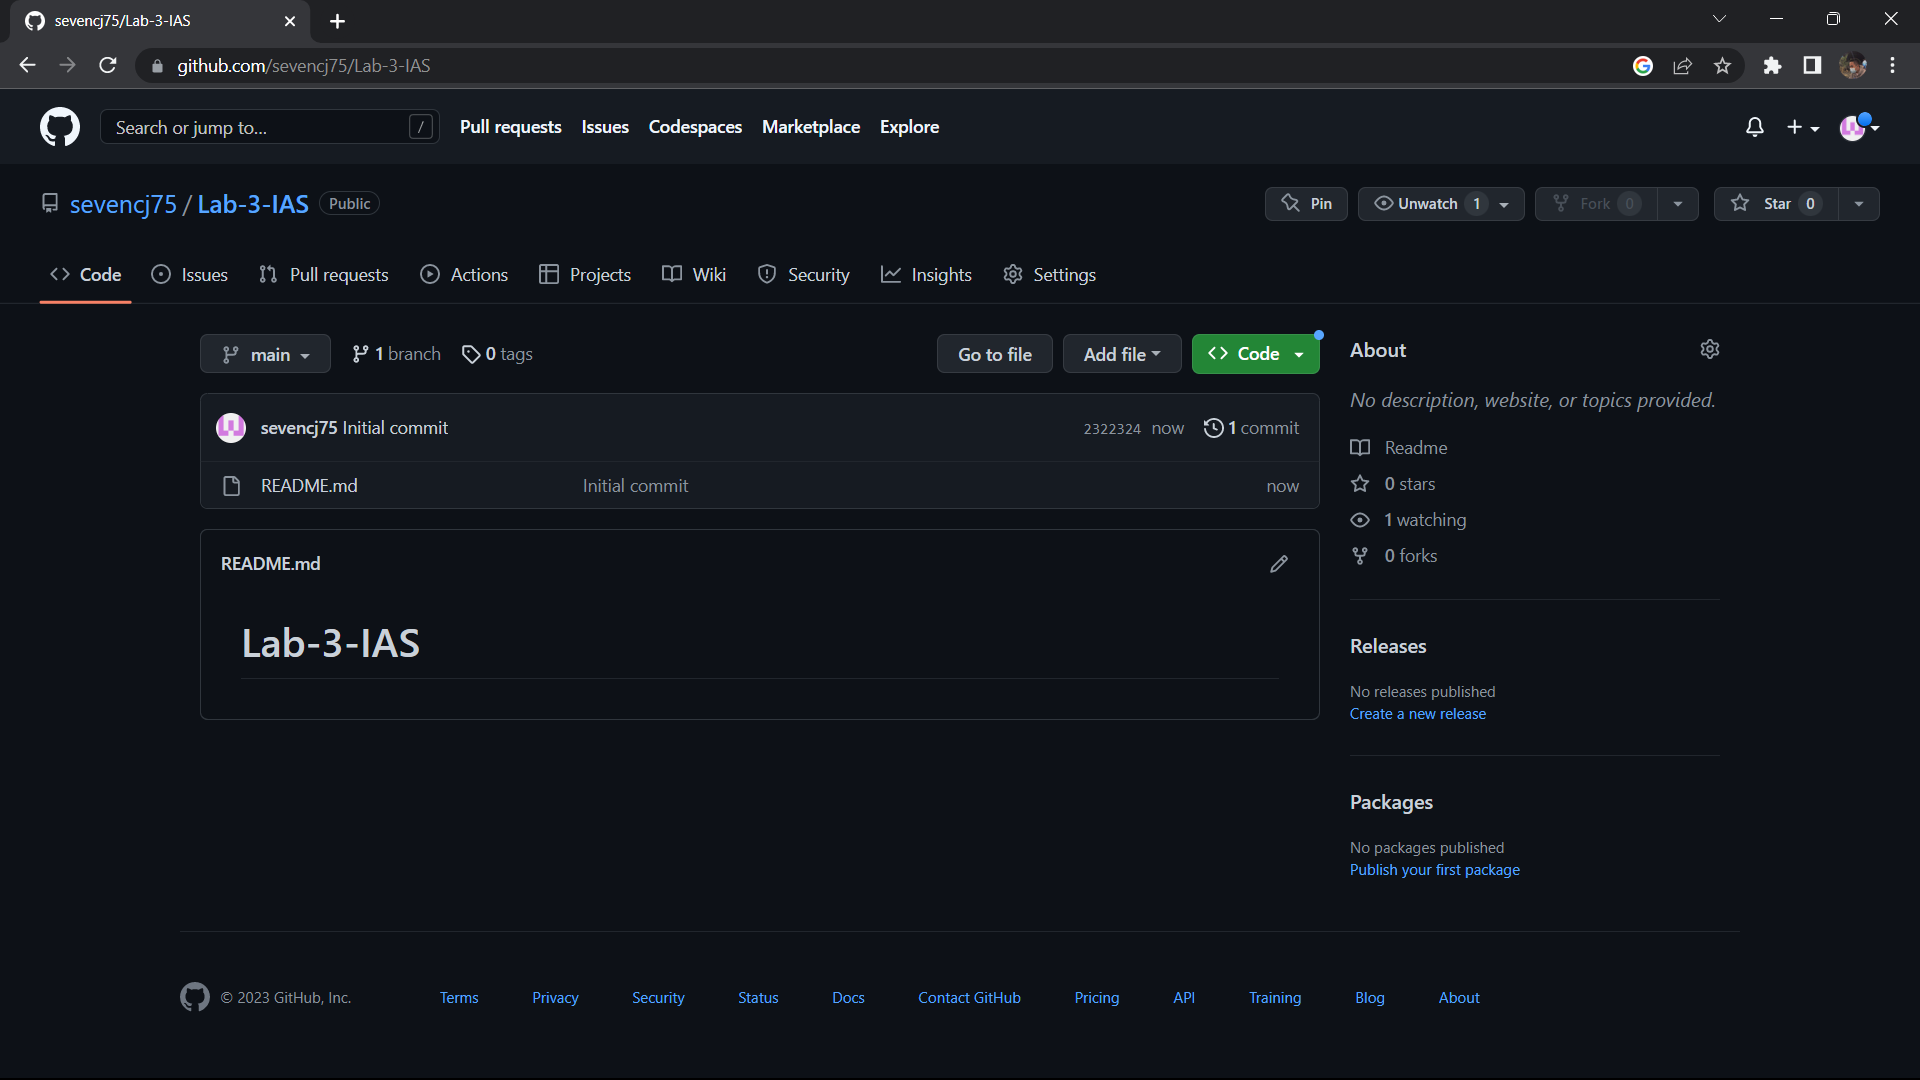 sevencj75/Lab-3-IAS
github.com/sevencj75/Lab-3-IAS
Search or jump to... /
Pull requests Issues Codespaces Marketplace Explore
sevencj75 / Lab-3-IAS Public
Pin Unwatch 1 Fork 0 Star 0
Code Issues Pull requests Actions Projects Wiki Security Insights Settings
main 1 branch 0 tags
Go to file Add file Code
sevencj75 Initial commit 2322324 now 1 commit
README.md Initial commit now
README.md
Lab-3-IAS
About
No description, website, or topics provided.
Readme
0 stars
1 watching
0 forks
Releases
No releases published
Create a new release
Packages
No packages published
Publish your first package
© 2023 GitHub, Inc. Terms Privacy Security Status Docs Contact GitHub Pricing API Training Blog About